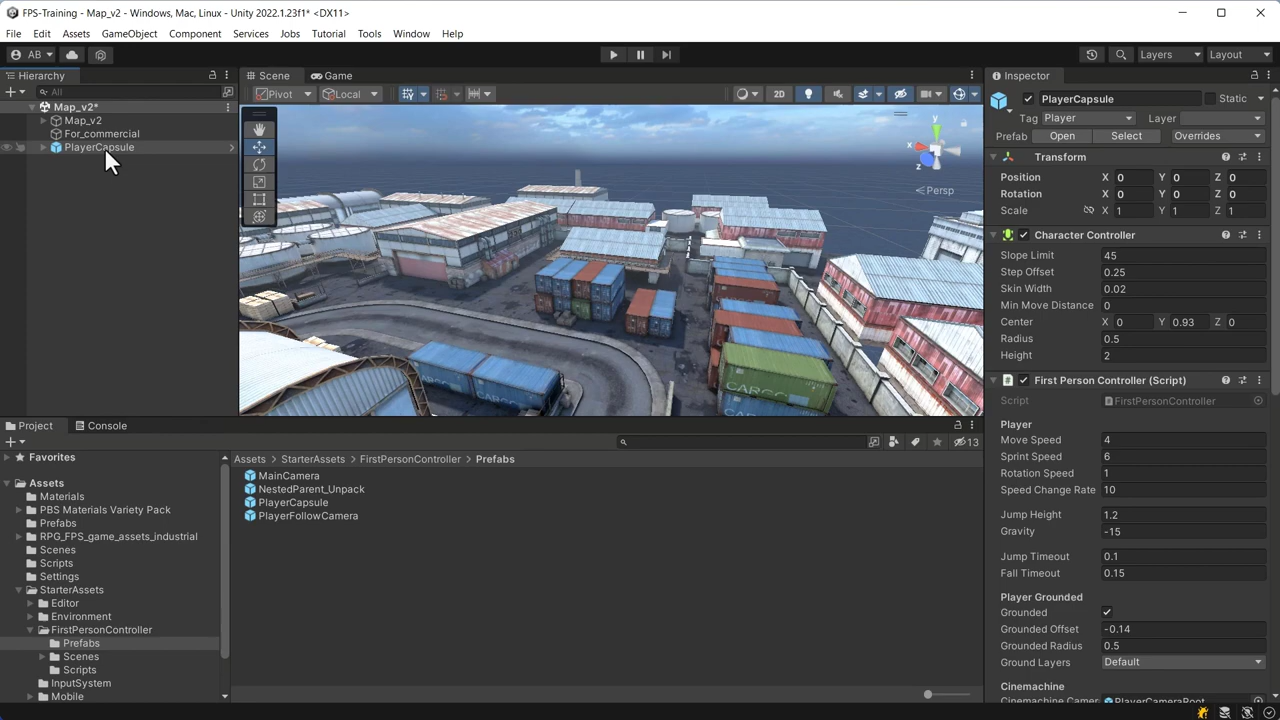 FPS-Training - Map_v2 - Windows, Mac, Linux - Unity 2022.1.23f1* <DX11>
File Edit Assets GameObject Component Services Jobs Tutorial Tools Window Help
AB Layers Layout
Hierarchy
All
Map_v2*
Map_v2
For_commercial
PlayerCapsule
Scene Game
Pivot Local 2D
y
x
z
Persp
CARGO
CARGO
CARGO
Inspector
PlayerCapsule Static
Tag Player Layer
Prefab Open Select Overrides
Transform
Position X 0 Y 0 Z 0
Rotation X 0 Y 0 Z 0
Scale X 1 Y 1 Z 1
Character Controller
Slope Limit 45
Step Offset 0.25
Skin Width 0.02
Min Move Distance 0
Center X 0 Y 0.93 Z 0
Radius 0.5
Height 2
First Person Controller (Script)
Script FirstPersonController
Player
Move Speed 4
Sprint Speed 6
Rotation Speed 1
Speed Change Rate 10
Jump Height 1.2
Gravity -15
Jump Timeout 0.1
Fall Timeout 0.15
Player Grounded
Grounded
Grounded Offset -0.14
Grounded Radius 0.5
Ground Layers Default
Cinemachine
Cinemachine Camer PlayerCameraRoot
Project Console
13
Favorites
Assets
Materials
PBS Materials Variety Pack
Prefabs
RPG_FPS_game_assets_industrial
Scenes
Scripts
Settings
StarterAssets
Editor
Environment
FirstPersonController
Prefabs
Scenes
Scripts
InputSystem
Mobile
Assets StarterAssets FirstPersonController Prefabs
MainCamera
NestedParent_Unpack
PlayerCapsule
PlayerFollowCamera